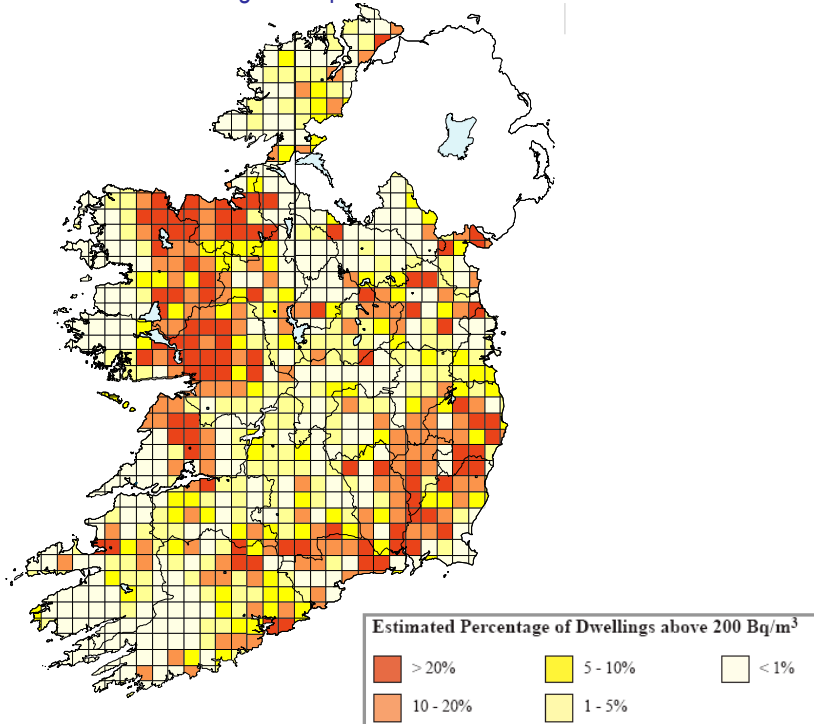 Estimated Percentage of Dwellings above 200 Bq/m³
> 20%
5 - 10%
< 1%
10 - 20%
1 - 5%